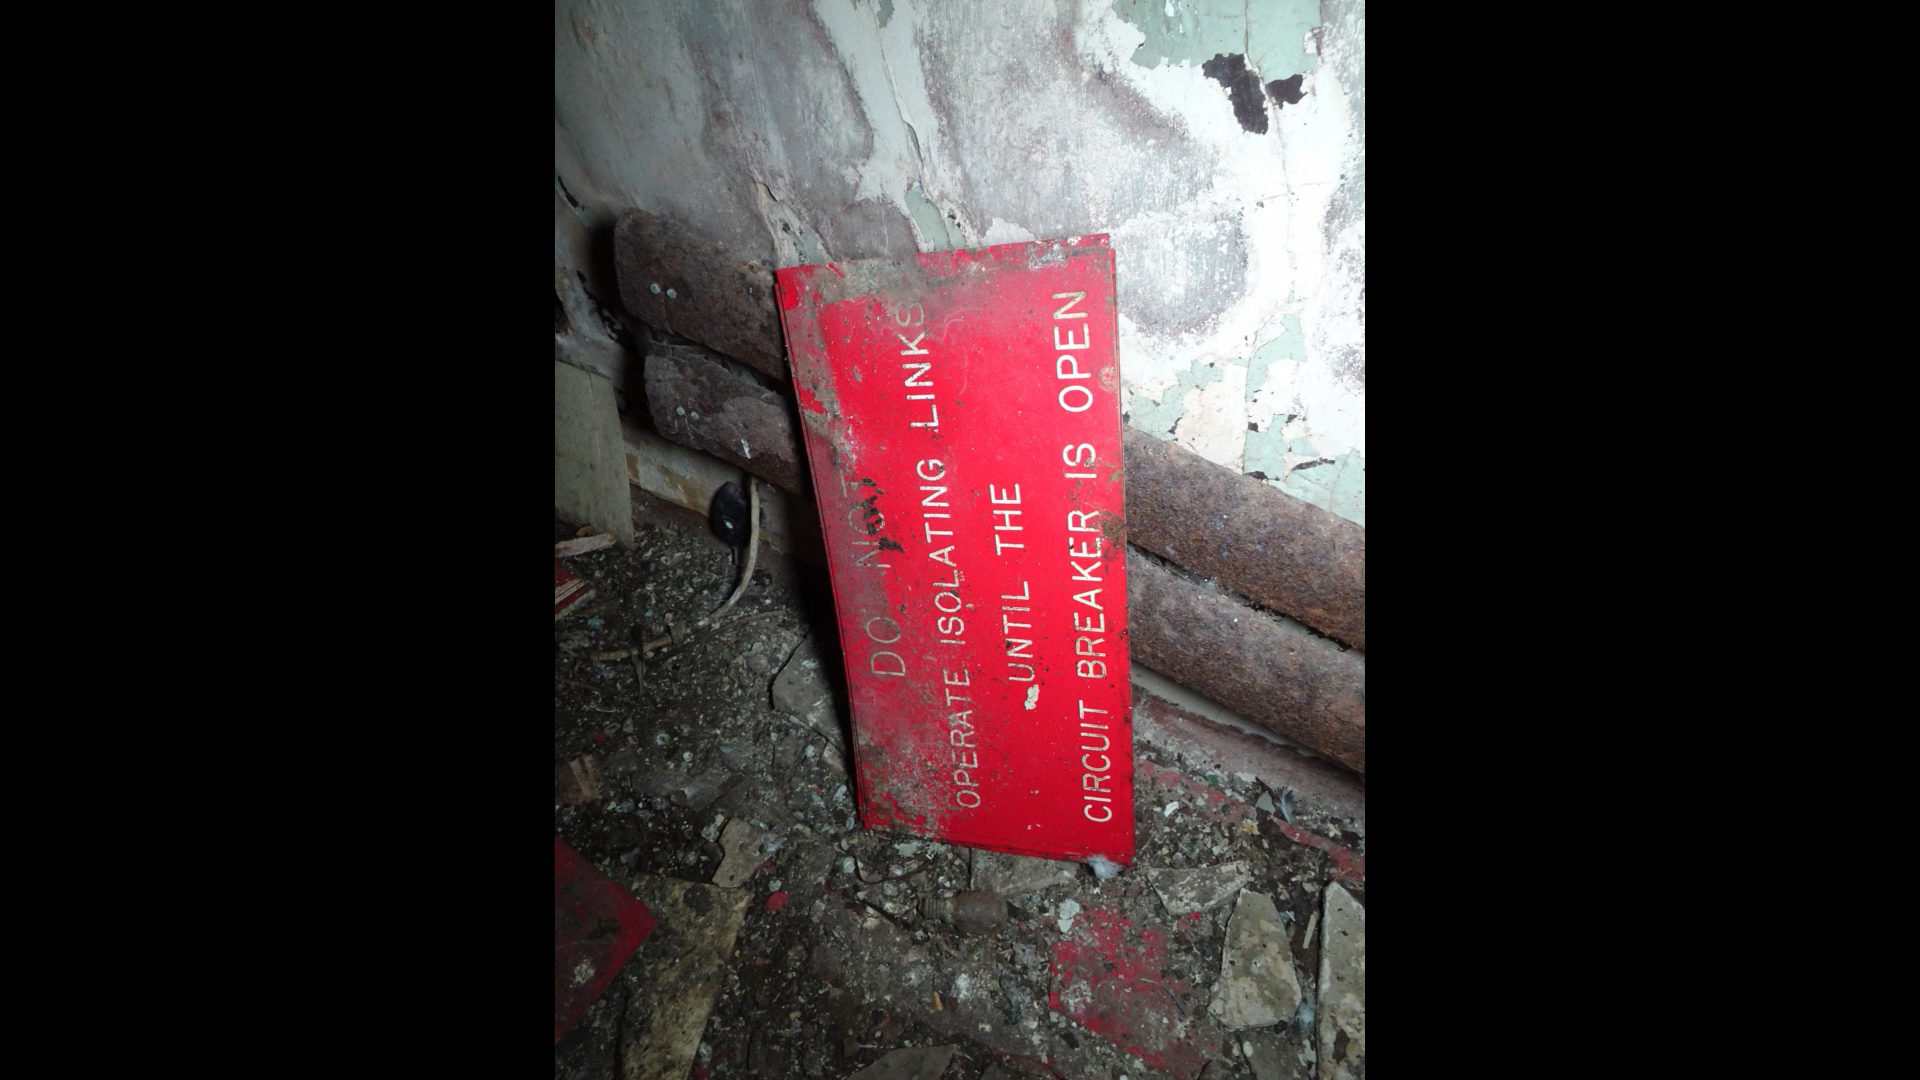 DO NOT
OPERATE ISOLATING LINKS
UNTIL THE
CIRCUIT BREAKER IS OPEN